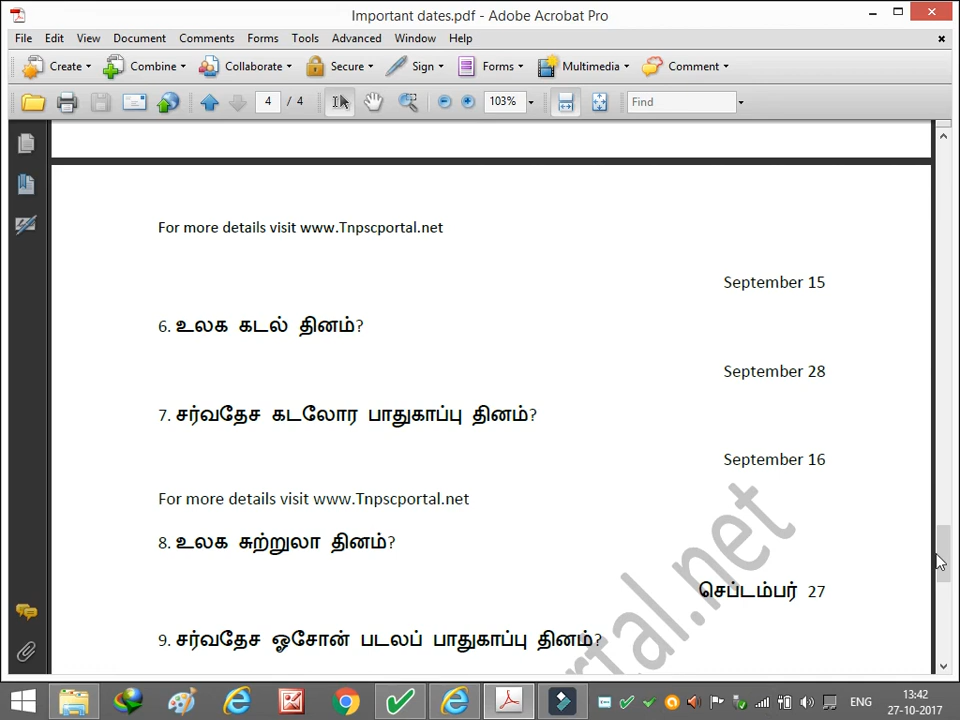 Important dates.pdf - Adobe Acrobat Pro
File Edit View Document Comments Forms Tools Advanced Window Help
Create Combine Collaborate Secure Sign Forms Multimedia Comment
4 / 4 103% Find
For more details visit www.Tnpscportal.net
September 15
6. உலக கடல் தினம்?
September 28
7. சர்வதேச கடலோர பாதுகாப்பு தினம்?
September 16
For more details visit www.Tnpscportal.net
8. உலக சுற்றுலா தினம்?
செப்டம்பர் 27
9. சர்வதேச ஓசோன் படலப் பாதுகாப்பு தினம்?
rtal.net
ENG
13:42
27-10-2017